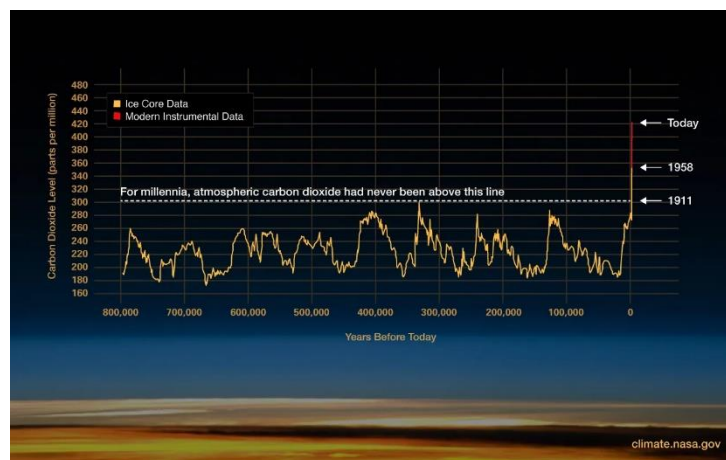 480
460
440
420
400
380
360
340
320
300
280
260
240
220
200
180
160
Carbon Dioxide Level (parts per million)
Ice Core Data
Modern Instrumental Data
For millennia, atmospheric carbon dioxide had never been above this line
Today
1958
1911
800,000 700,000 600,000 500,000 400,000 300,000 200,000 100,000 0
Years Before Today
climate.nasa.gov